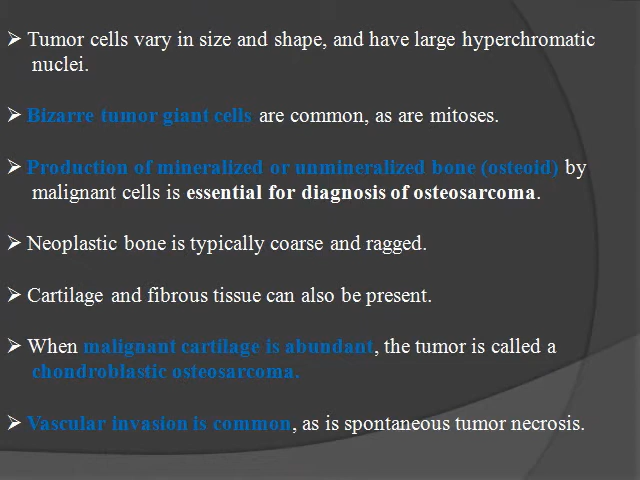 ➢ Tumor cells vary in size and shape, and have large hyperchromatic
nuclei.
➢ Bizarre tumor giant cells are common, as are mitoses.
➢ Production of mineralized or unmineralized bone (osteoid) by
malignant cells is essential for diagnosis of osteosarcoma.
➢ Neoplastic bone is typically coarse and ragged.
➢ Cartilage and fibrous tissue can also be present.
➢ When malignant cartilage is abundant, the tumor is called a
chondroblastic osteosarcoma.
➢ Vascular invasion is common, as is spontaneous tumor necrosis.